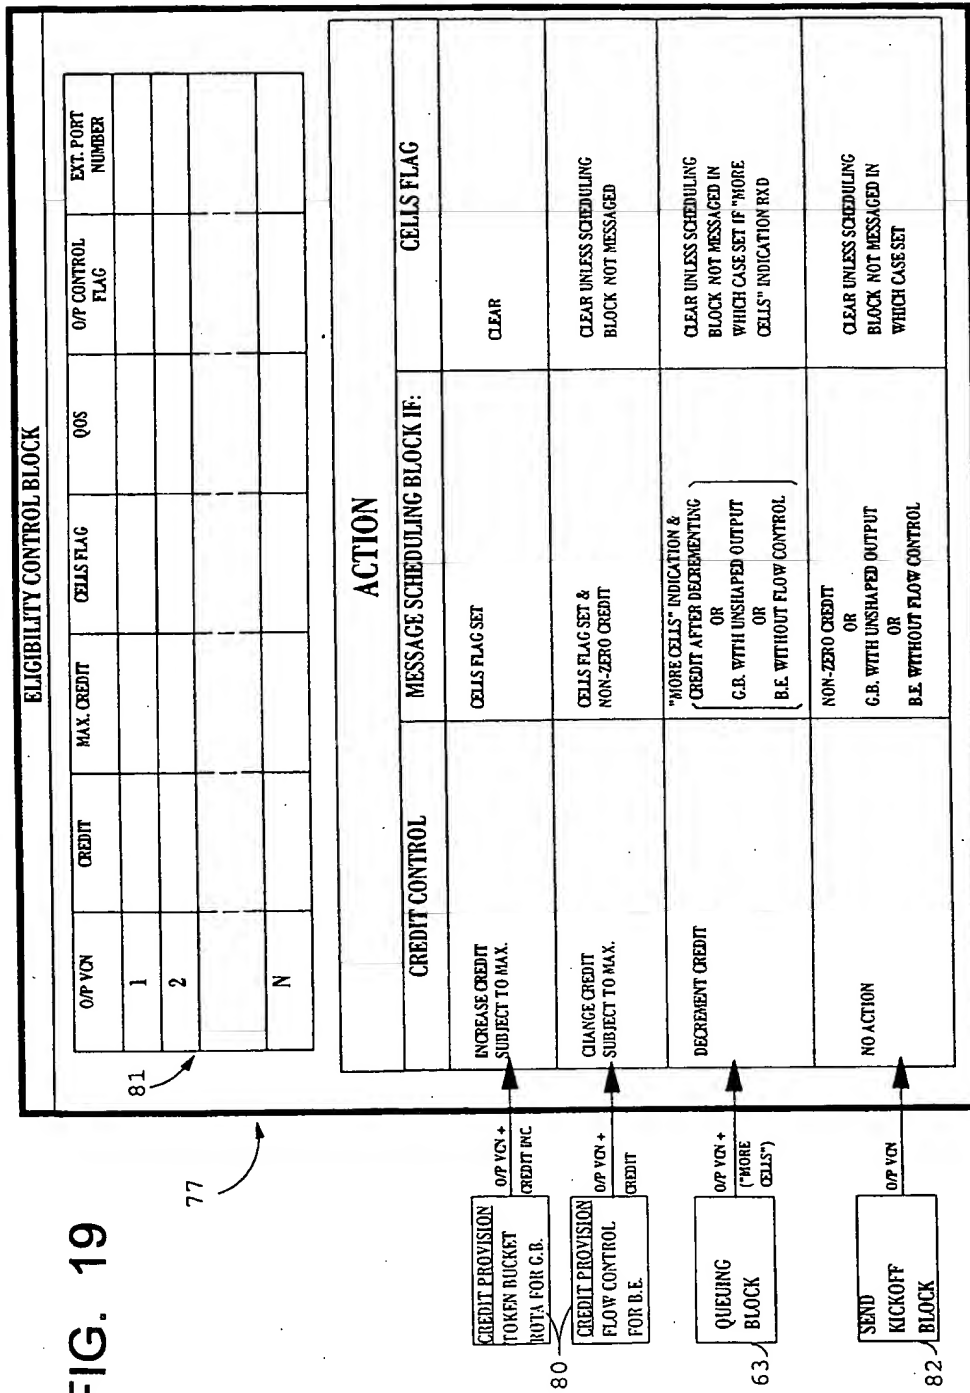 FIG. 19
77
ELIGIBILITY CONTROL BLOCK
81
O/P VCN CREDIT MAX. CREDIT CELLS FLAG QOS O/P CONTROL FLAG EXT. PORT NUMBER
1
2
N
ACTION
CREDIT CONTROL MESSAGE SCHEDULING BLOCK IF: CELLS FLAG
80
CREDIT PROVISION
TOKEN BUCKET
ROTA FOR G.B.
O/P VCN +
CREDIT INC.
INCREASE CREDIT
SUBJECT TO MAX.
CELLS FLAG SET
CLEAR
CREDIT PROVISION
FLOW CONTROL
FOR B.E.
O/P VCN +
CREDIT
CHANGE CREDIT
SUBJECT TO MAX.
CELLS FLAG SET &
NON-ZERO CREDIT
CLEAR UNLESS SCHEDULING
BLOCK NOT MESSAGED
63
QUEUING
BLOCK
O/P VCN +
("MORE
CELLS")
DECREMENT CREDIT
"MORE CELLS" INDICATION &
CREDIT AFTER DECREMENTING
OR
G.B. WITH UNSHAPED OUTPUT
OR
B.E. WITHOUT FLOW CONTROL
CLEAR UNLESS SCHEDULING
BLOCK NOT MESSAGED IN
WHICH CASE SET IF "MORE
CELLS" INDICATION RXD
82
SEND
KICKOFF
BLOCK
O/P VCN
NO ACTION
NON-ZERO CREDIT
OR
G.B. WITH UNSHAPED OUTPUT
OR
B.E. WITHOUT FLOW CONTROL
CLEAR UNLESS SCHEDULING
BLOCK NOT MESSAGED IN
WHICH CASE SET